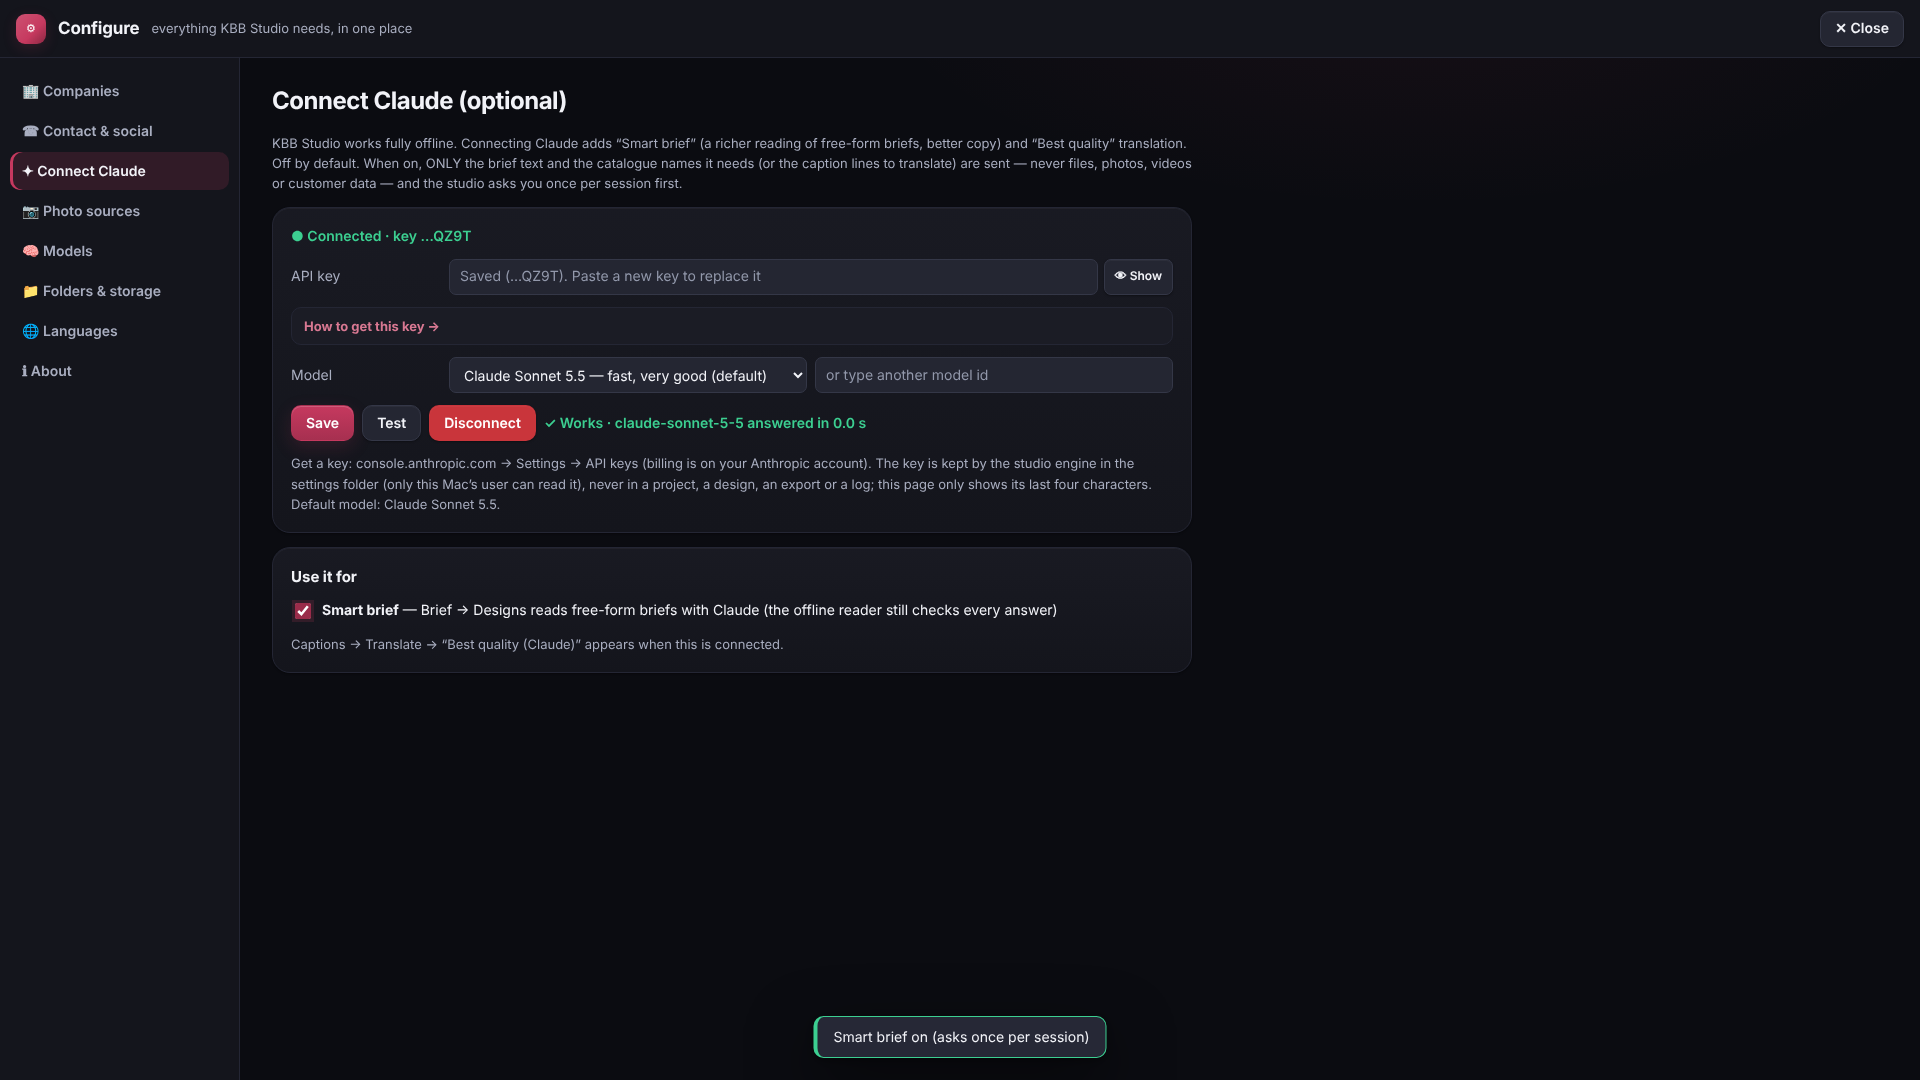 Configure everything KBB Studio needs, in one place
✕ Close
Companies
Contact & social
Connect Claude
Photo sources
Models
Folders & storage
Languages
About
Connect Claude (optional)
KBB Studio works fully offline. Connecting Claude adds “Smart brief” (a richer reading of free-form briefs, better copy) and “Best quality” translation.
Off by default. When on, ONLY the brief text and the catalogue names it needs (or the caption lines to translate) are sent — never files, photos, videos
or customer data — and the studio asks you once per session first.
Connected · key …QZ9T
API key
Saved (…QZ9T). Paste a new key to replace it
Show
How to get this key →
Model
Claude Sonnet 5.5 — fast, very good (default)
or type another model id
Save
Test
Disconnect
✓ Works · claude-sonnet-5-5 answered in 0.0 s
Get a key: console.anthropic.com → Settings → API keys (billing is on your Anthropic account). The key is kept by the studio engine in the
settings folder (only this Mac’s user can read it), never in a project, a design, an export or a log; this page only shows its last four characters.
Default model: Claude Sonnet 5.5.
Use it for
Smart brief — Brief → Designs reads free-form briefs with Claude (the offline reader still checks every answer)
Captions → Translate → “Best quality (Claude)” appears when this is connected.
Smart brief on (asks once per session)